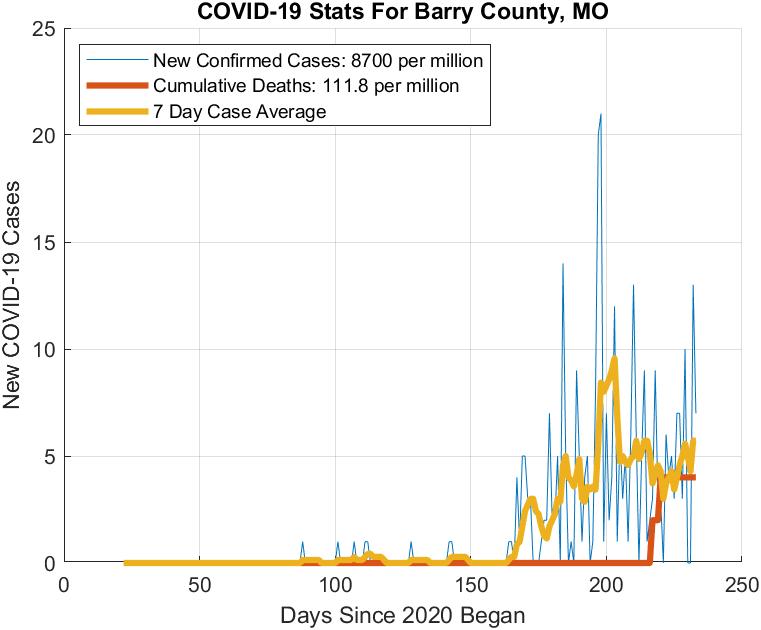 COVID-19 Stats For Barry County, MO
25
New Confirmed Cases: 8700 per million
Cumulative Deaths: 111.8 per million
7 Day Case Average
20
15
10
5
0
New COVID-19 Cases
0 50 100 150 200 250
Days Since 2020 Began